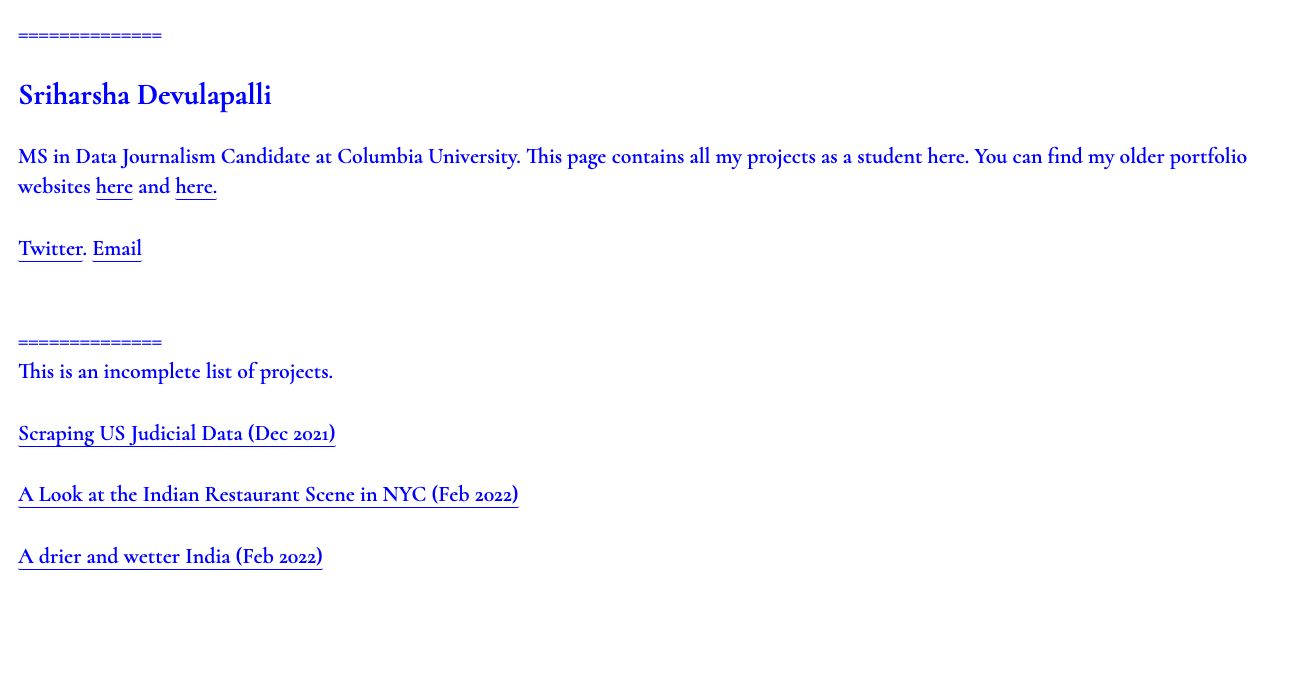 ==============
Sriharsha Devulapalli
MS in Data Journalism Candidate at Columbia University. This page contains all my projects as a student here. You can find my older portfolio
websites here and here.
Twitter. Email
==============
This is an incomplete list of projects.
Scraping US Judicial Data (Dec 2021)
A Look at the Indian Restaurant Scene in NYC (Feb 2022)
A drier and wetter India (Feb 2022)